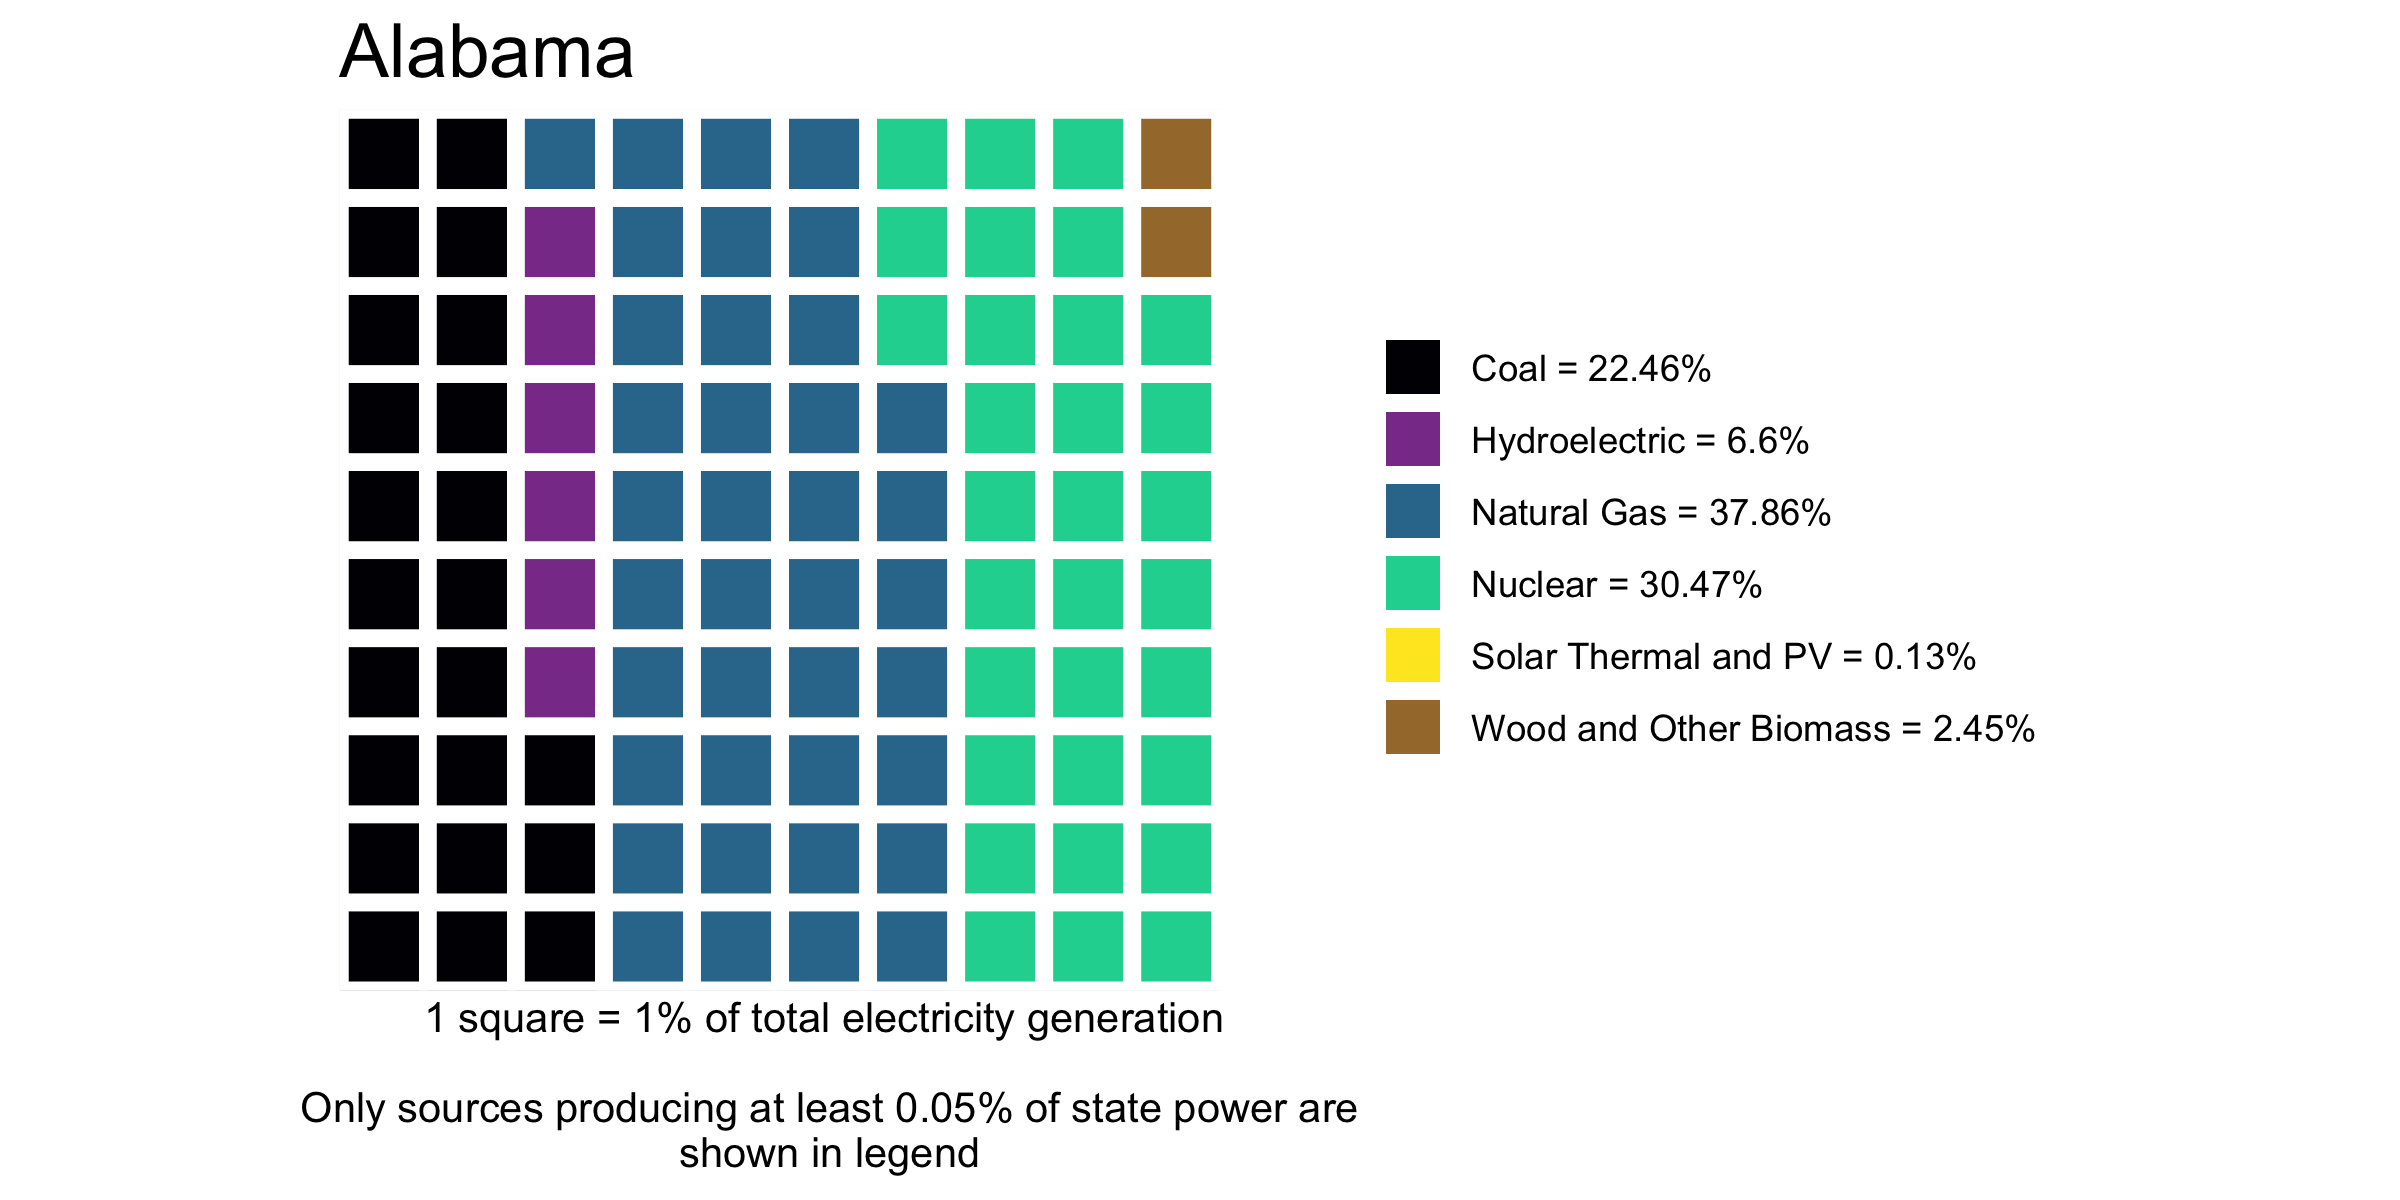 Alabama
Coal = 22.46%
Hydroelectric = 6.6%
Natural Gas = 37.86%
Nuclear = 30.47%
Solar Thermal and PV = 0.13%
Wood and Other Biomass = 2.45%
1 square = 1% of total electricity generation
Only sources producing at least 0.05% of state power are
shown in legend